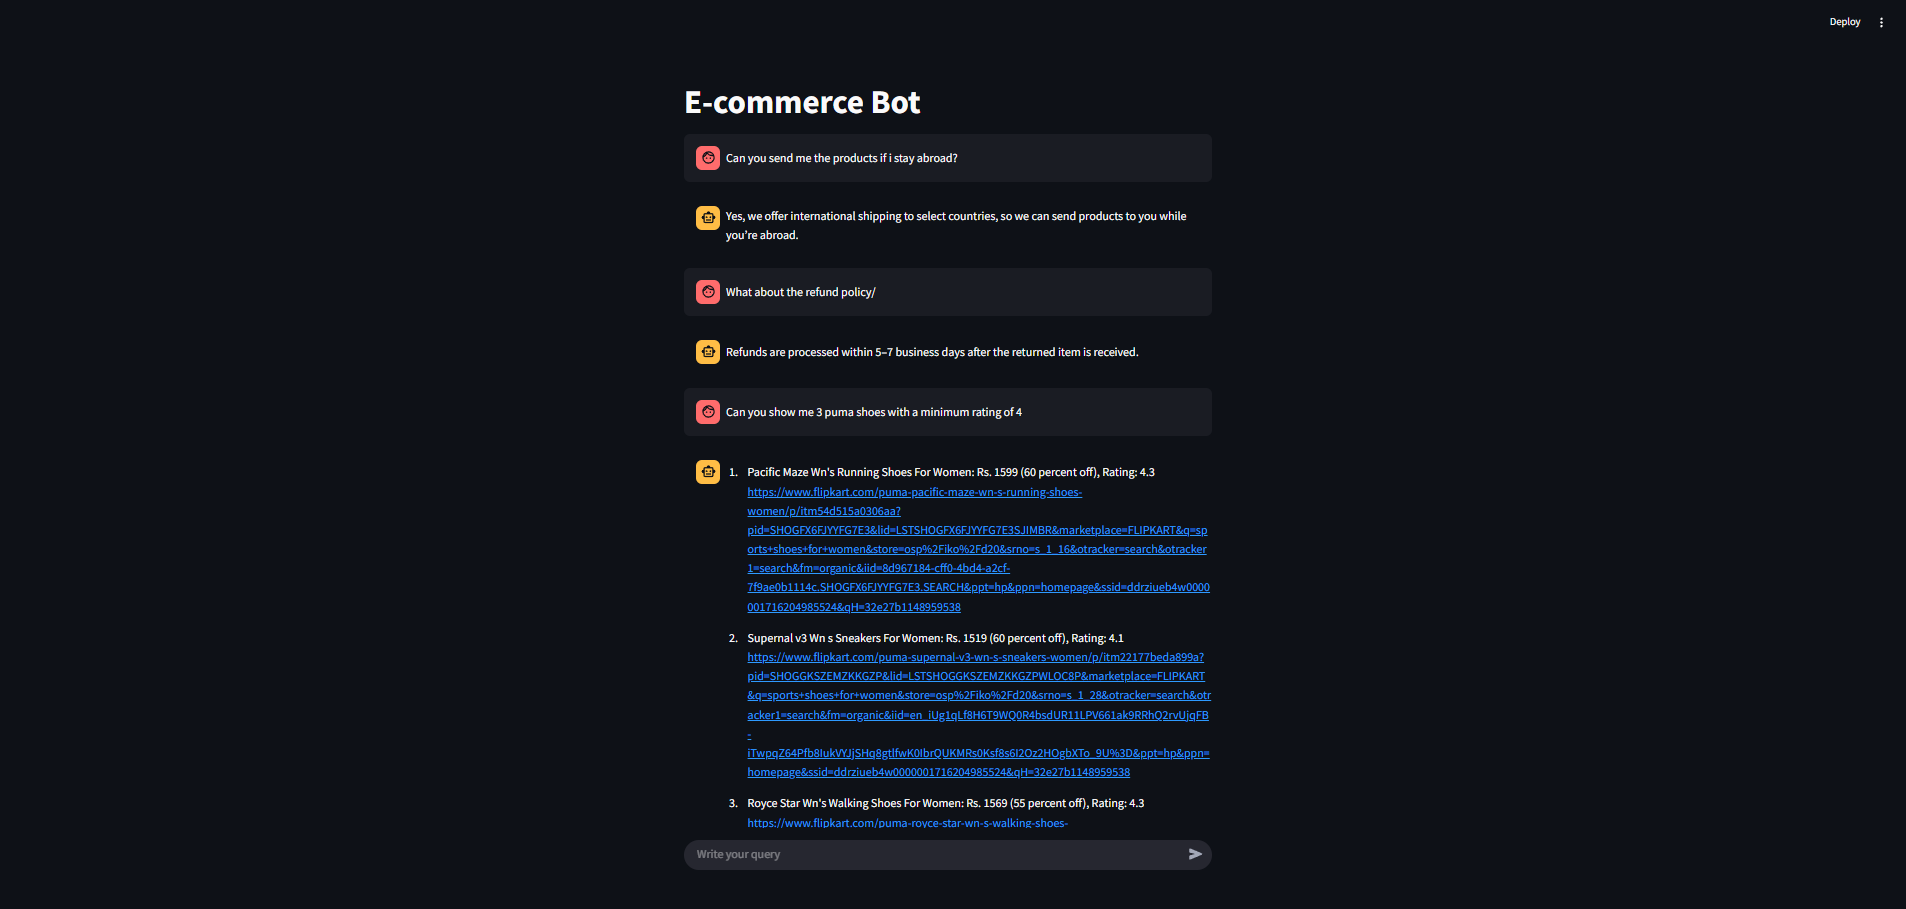 Deploy
E-commerce Bot
Can you send me the products if i stay abroad?
Yes, we offer international shipping to select countries, so we can send products to you while
you're abroad.
What about the refund policy/
Refunds are processed within 5–7 business days after the returned item is received.
Can you show me 3 puma shoes with a minimum rating of 4
1. Pacific Maze Wn's Running Shoes For Women: Rs. 1599 (60 percent off), Rating: 4.3
https://www.flipkart.com/puma-pacific-maze-wn-s-running-shoes-
women/p/itm54d515a0306aa?
pid=SHOGFX6FJYYFG7E3&lid=LSTSHOGFX6FJYYFG7E3SJIMBR&marketplace=FLIPKART&q=sp
orts+shoes+for+women&store=osp%2Fiko%2Fd20&srno=s_1_16&otracker=search&otracker
1=search&fm=organic&iid=8d967184-cff0-4bd4-a2cf-
7f9ae0b1114c.SHOGFX6FJYYFG7E3.SEARCH&ppt=hp&ppn=homepage&ssid=ddrziueb4w0000
001716204985524&qH=32e27b1148959538
2. Supernal v3 Wn s Sneakers For Women: Rs. 1519 (60 percent off), Rating: 4.1
https://www.flipkart.com/puma-supernal-v3-wn-s-sneakers-women/p/itm22177beda899a?
pid=SHOGGKSZEMZKKGZP&lid=LSTSHOGGKSZEMZKKGZPWLOC8P&marketplace=FLIPKART
&q=sports+shoes+for+women&store=osp%2Fiko%2Fd20&srno=s_1_28&otracker=search&otr
acker1=search&fm=organic&iid=en_iUg1qLf8H6T9WQ0R4bsdUR11LPV661ak9RRhQ2rvUjqFB
-
iTwpqZ64Pfb8IukVYJjSHq8gtlfwK0IbrQUKMRs0Ksf8s6I2Oz2HOgbXTo_9U%3D&ppt=hp&ppn=
homepage&ssid=ddrziueb4w0000001716204985524&qH=32e27b1148959538
3. Royce Star Wn's Walking Shoes For Women: Rs. 1569 (55 percent off), Rating: 4.3
https://www.flipkart.com/puma-royce-star-wn-s-walking-shoes-
Write your query